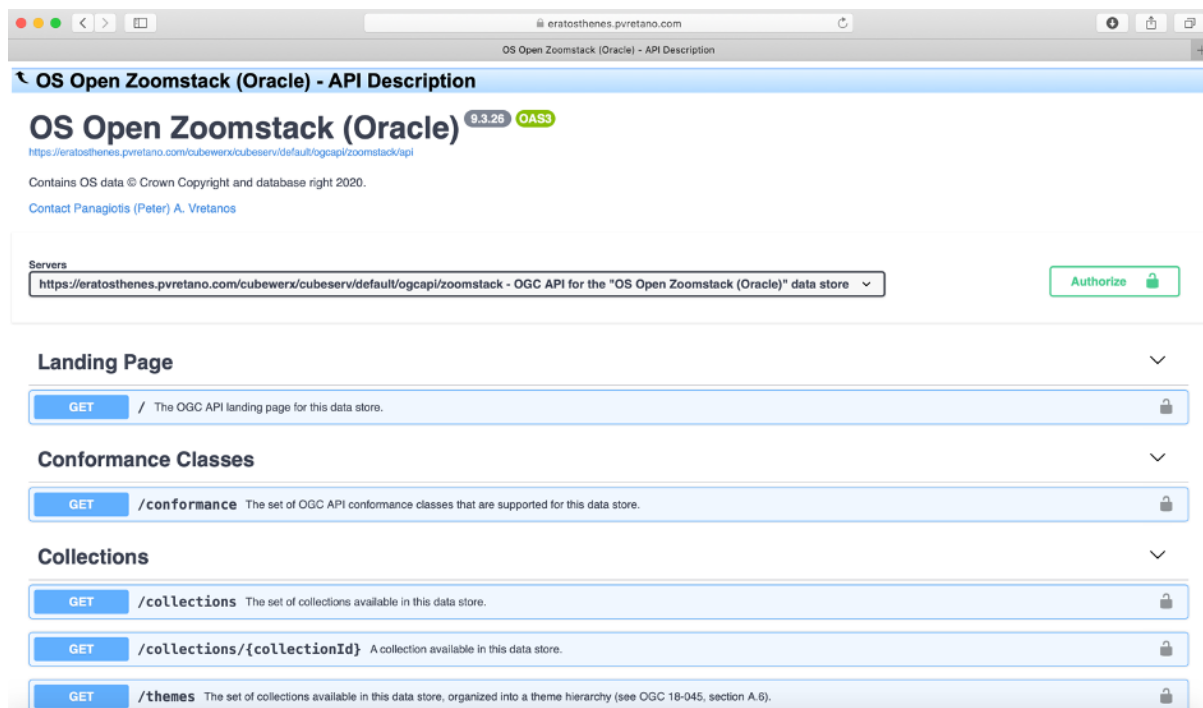 eratosthenes.pvretano.com
OS Open Zoomstack (Oracle) - API Description
OS Open Zoomstack (Oracle) - API Description
OS Open Zoomstack (Oracle) 9.3.26 OAS3
https://eratosthenes.pvretano.com/cubewerx/cubeserv/default/ogcapi/zoomstack/api
Contains OS data © Crown Copyright and database right 2020.
Contact Panagiotis (Peter) A. Vretanos
Servers
https://eratosthenes.pvretano.com/cubewerx/cubeserv/default/ogcapi/zoomstack - OGC API for the "OS Open Zoomstack (Oracle)" data store
Authorize
Landing Page
GET / The OGC API landing page for this data store.
Conformance Classes
GET /conformance The set of OGC API conformance classes that are supported for this data store.
Collections
GET /collections The set of collections available in this data store.
GET /collections/{collectionId} A collection available in this data store.
GET /themes The set of collections available in this data store, organized into a theme hierarchy (see OGC 18-045, section A.6).